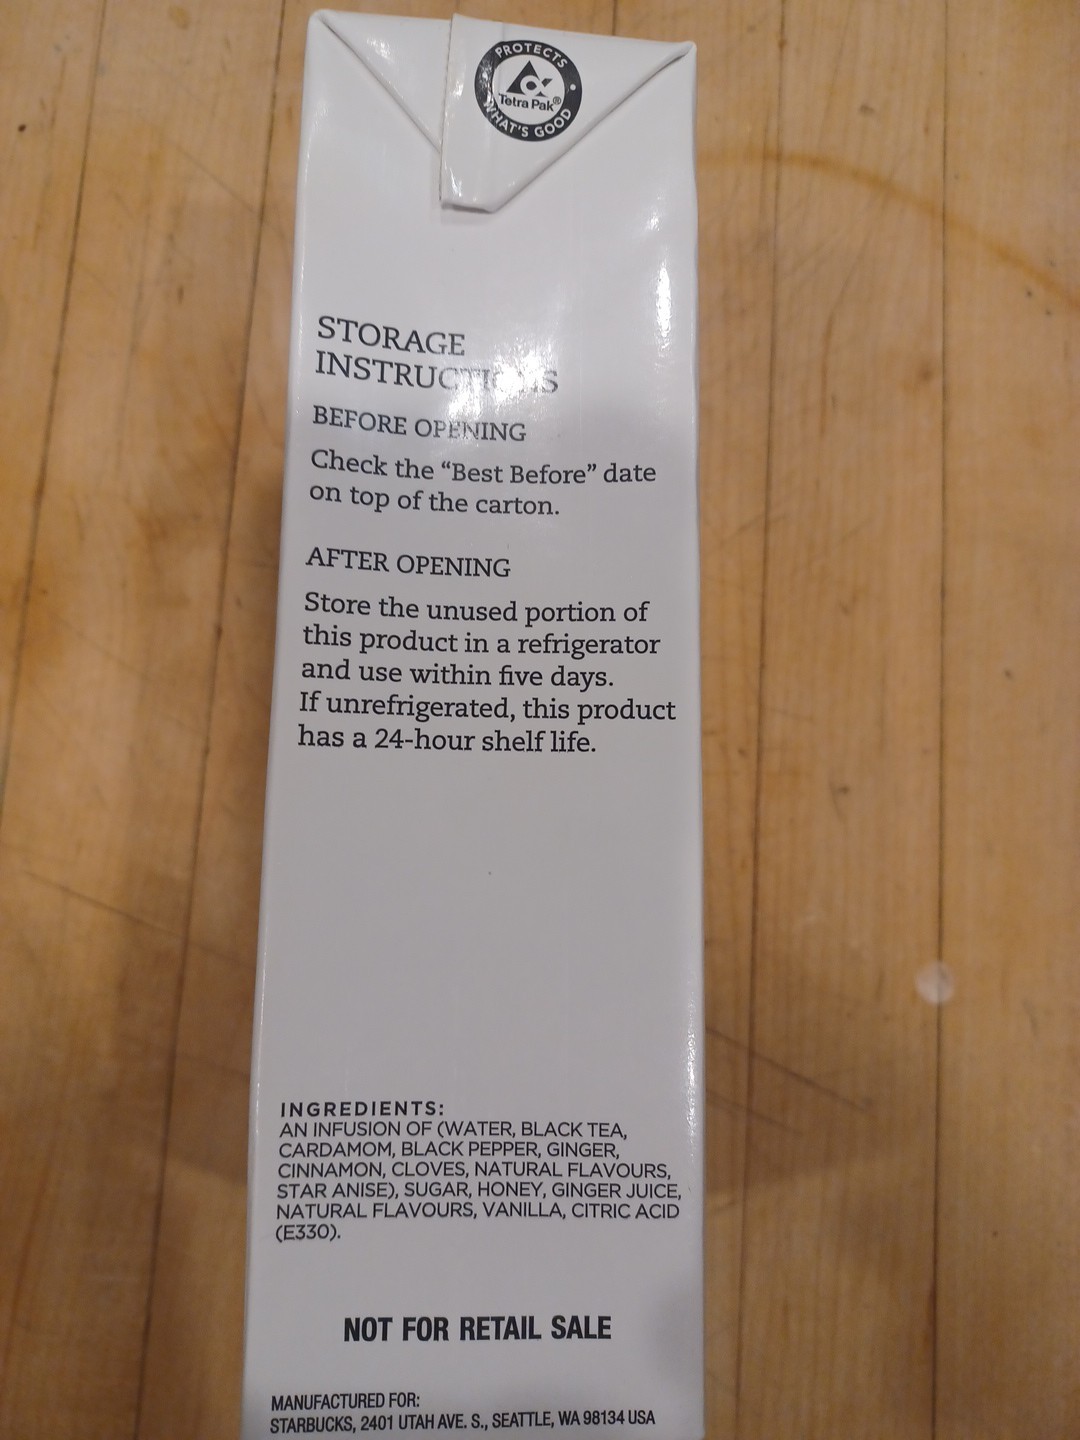 PROTECTS
Tetra Pak®
WHAT'S GOOD
STORAGE
INSTRUCTIONS
BEFORE OPENING
Check the “Best Before” date
on top of the carton.
AFTER OPENING
Store the unused portion of
this product in a refrigerator
and use within five days.
If unrefrigerated, this product
has a 24-hour shelf life.
INGREDIENTS:
AN INFUSION OF (WATER, BLACK TEA,
CARDAMOM, BLACK PEPPER, GINGER,
CINNAMON, CLOVES, NATURAL FLAVOURS,
STAR ANISE), SUGAR, HONEY, GINGER JUICE,
NATURAL FLAVOURS, VANILLA, CITRIC ACID
(E330).
NOT FOR RETAIL SALE
MANUFACTURED FOR:
STARBUCKS, 2401 UTAH AVE. S., SEATTLE, WA 98134 USA